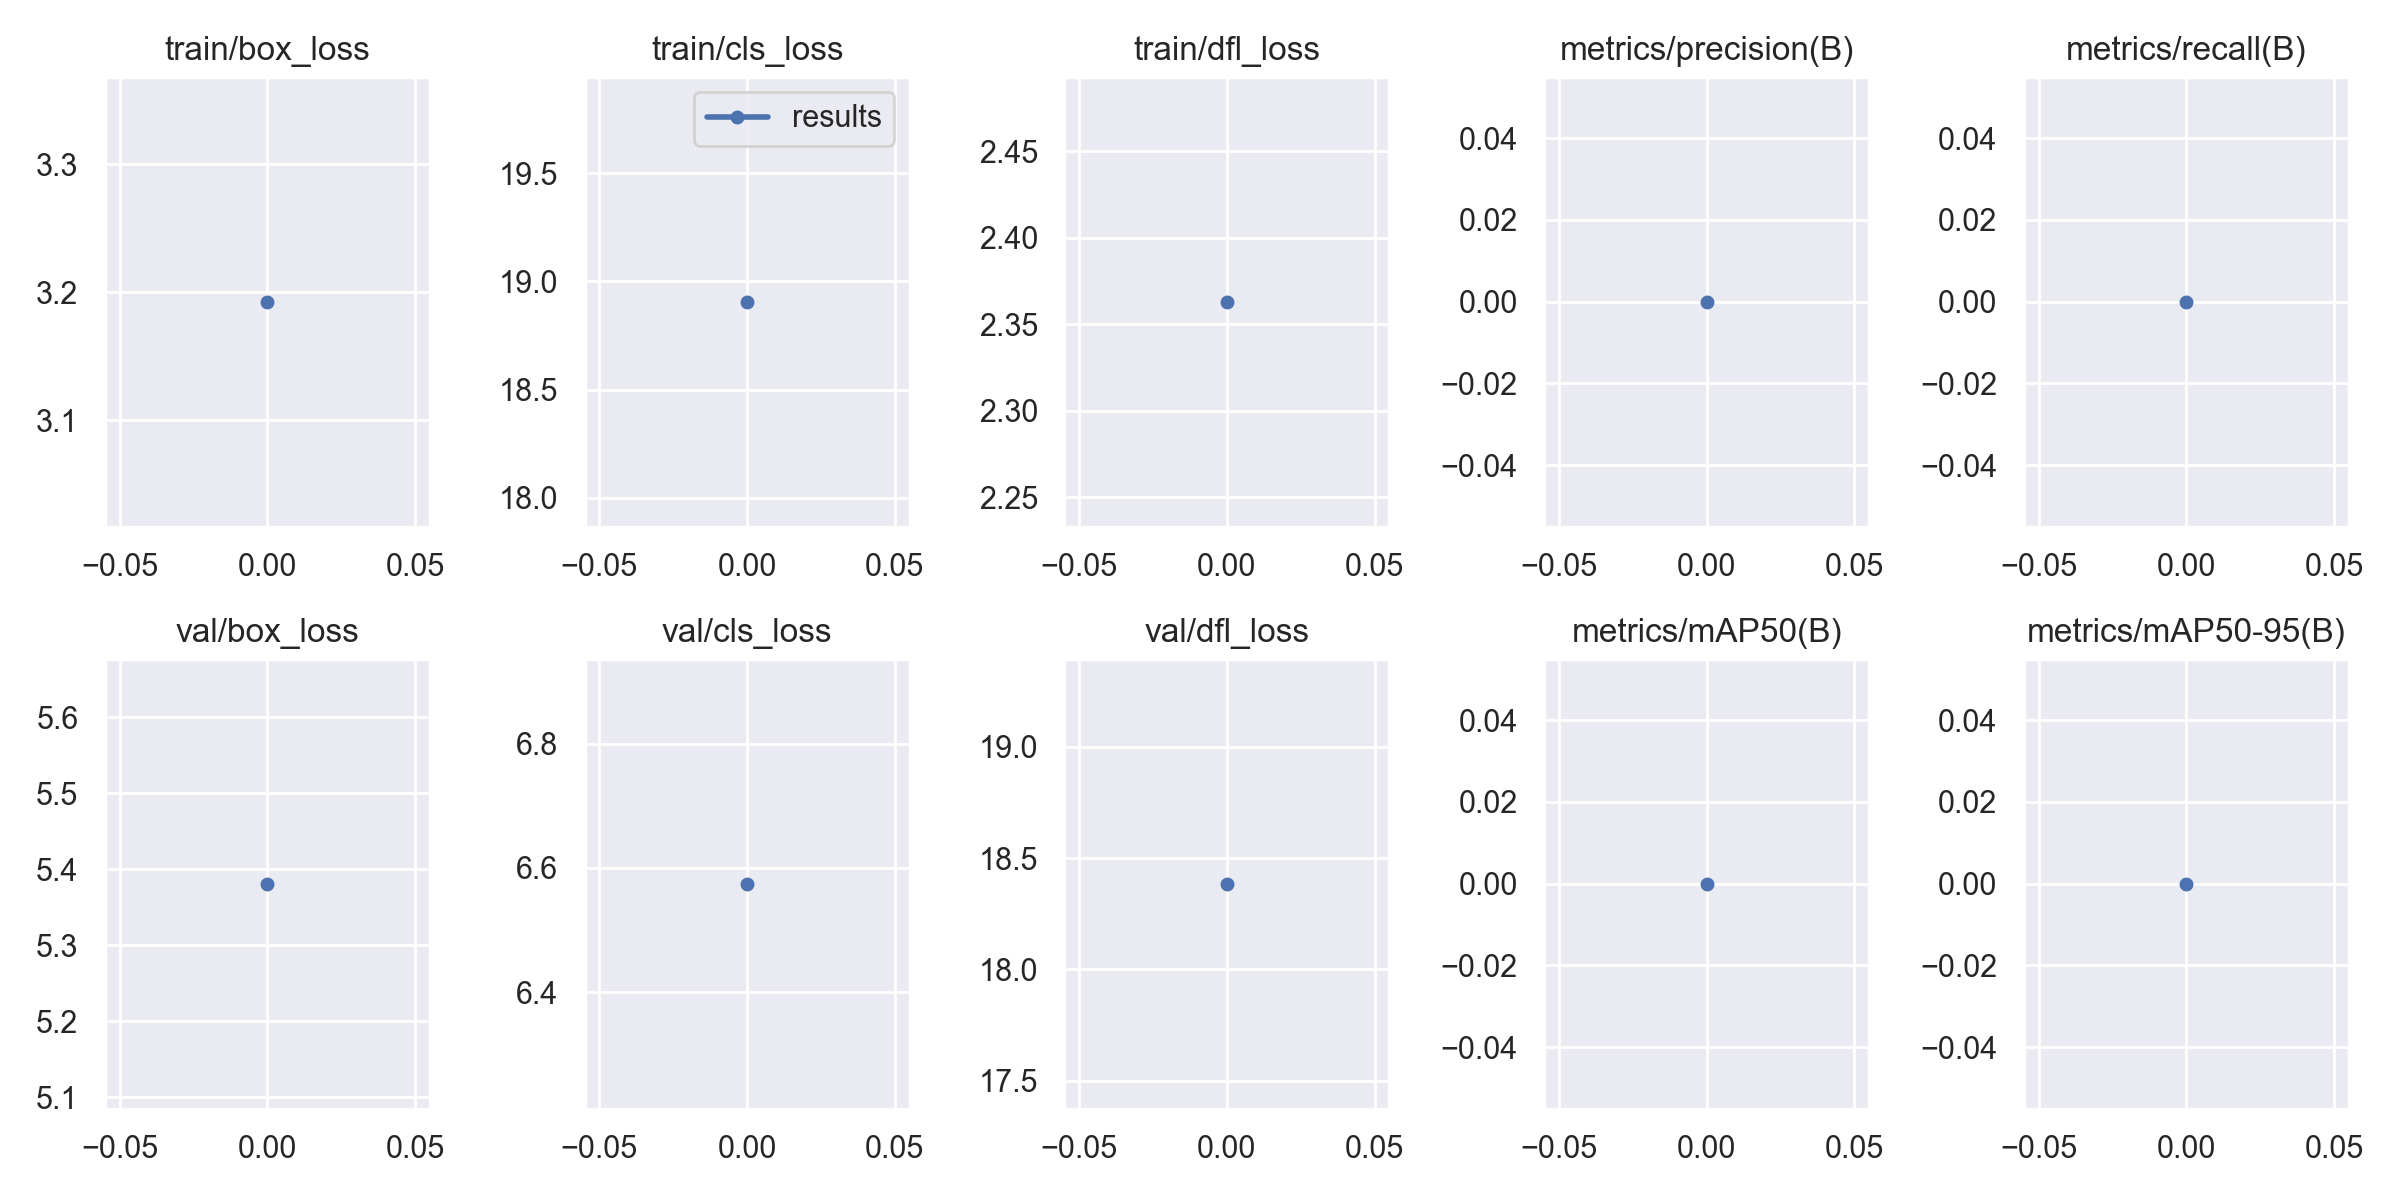 train/box_loss
3.3
3.2
3.1
−0.05 0.00 0.05
train/cls_loss
results
19.5
19.0
18.5
18.0
−0.05 0.00 0.05
train/dfl_loss
2.45
2.40
2.35
2.30
2.25
−0.05 0.00 0.05
metrics/precision(B)
0.04
0.02
0.00
−0.02
−0.04
−0.05 0.00 0.05
metrics/recall(B)
0.04
0.02
0.00
−0.02
−0.04
−0.05 0.00 0.05
val/box_loss
5.6
5.5
5.4
5.3
5.2
5.1
−0.05 0.00 0.05
val/cls_loss
6.8
6.6
6.4
−0.05 0.00 0.05
val/dfl_loss
19.0
18.5
18.0
17.5
−0.05 0.00 0.05
metrics/mAP50(B)
0.04
0.02
0.00
−0.02
−0.04
−0.05 0.00 0.05
metrics/mAP50-95(B)
0.04
0.02
0.00
−0.02
−0.04
−0.05 0.00 0.05